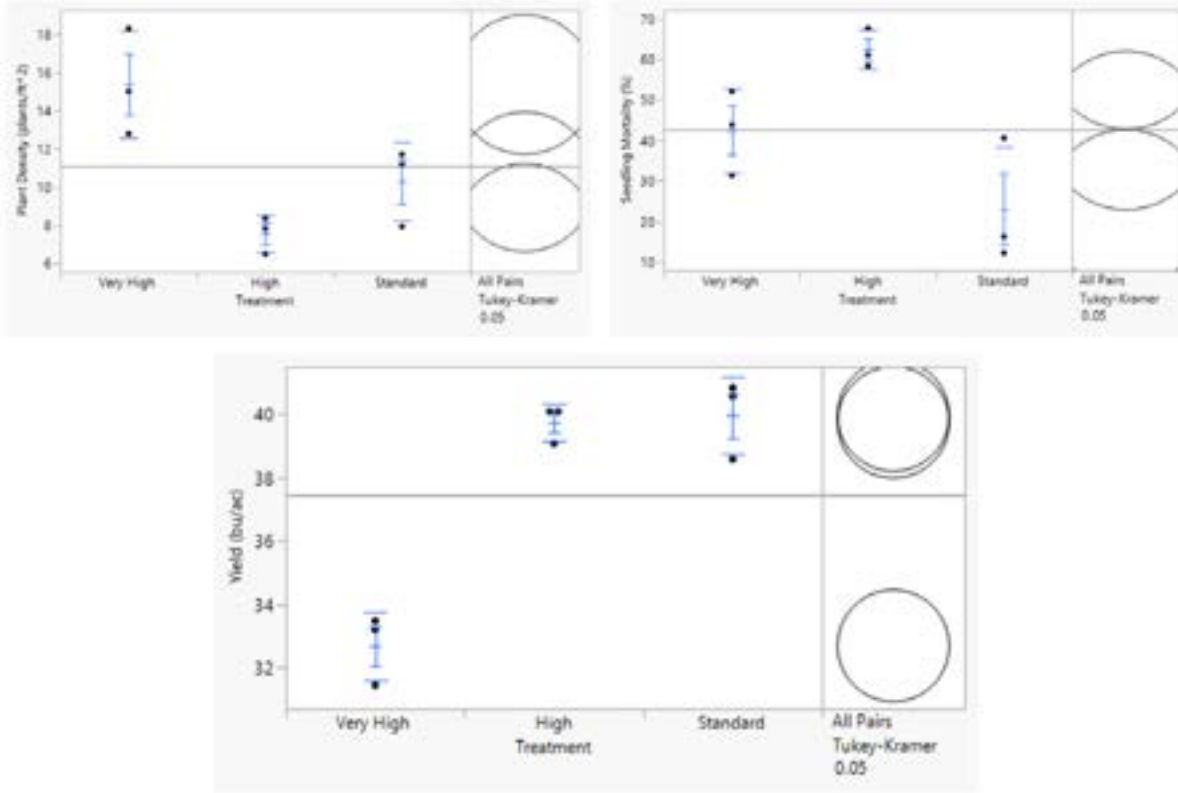 Plant Density (plants/ft^2)
18
16
14
12
10
8
6
Very High
High
Standard
Treatment
All Pairs
Tukey-Kramer
0.05
Seedling Mortality (%)
70
60
50
40
30
20
10
Very High
High
Standard
Treatment
All Pairs
Tukey-Kramer
0.05
Yield (bu/ac)
40
38
36
34
32
Very High
High
Standard
Treatment
All Pairs
Tukey-Kramer
0.05